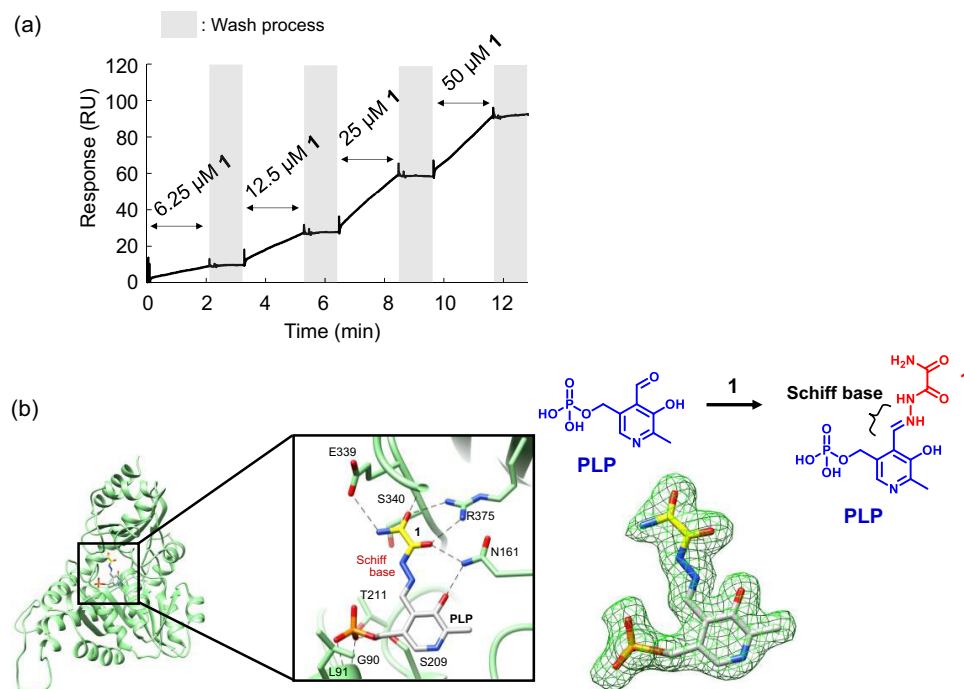 (a)
: Wash process
Response (RU)
120
100
80
60
40
20
0
6.25 µM 1
12.5 µM 1
25 µM 1
50 µM 1
0 2 4 6 8 10 12
Time (min)
(b)
E339
S340
R375
1
Schiff
base
N161
T211
PLP
G90
S209
L91
O
HO P O
OH
O
OH
N
PLP
1
H2N O
O
HN
NH
Schiff base
O
HO P O
OH
OH
N
PLP